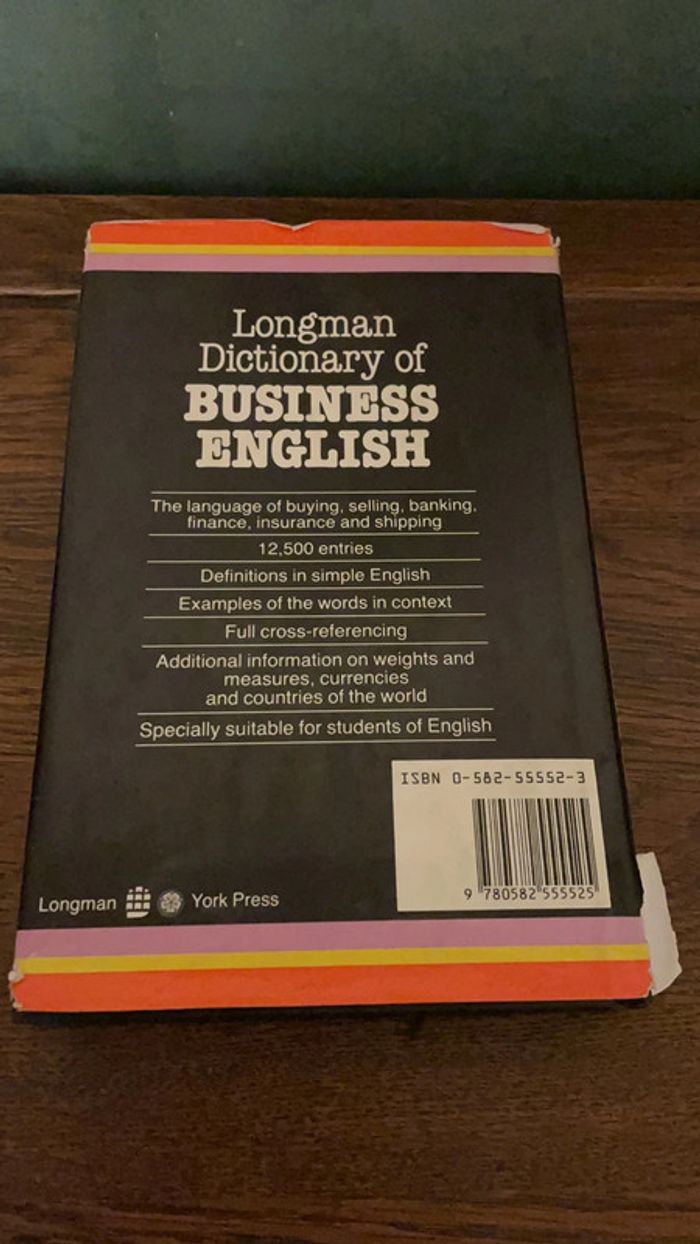 Longman
Dictionary of
BUSINESS
ENGLISH
The language of buying, selling, banking,
finance, insurance and shipping
12,500 entries
Definitions in simple English
Examples of the words in context
Full cross-referencing
Additional information on weights and
measures, currencies
and countries of the world
Specially suitable for students of English
ISBN 0-582-55552-3
9 780582 555525
Longman York Press